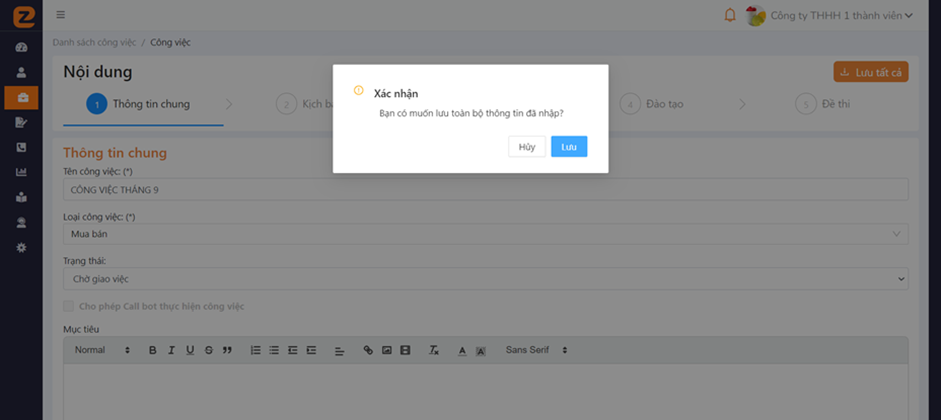 Công ty THHH 1 thành viên
Danh sách công việc / Công việc
Nội dung
Lưu tất cả
1 Thông tin chung
2 Kịch b
4 Đào tạo
5 Đề thi
Xác nhận
Bạn có muốn lưu toàn bộ thông tin đã nhập?
Hủy
Lưu
Thông tin chung
Tên công việc: (*)
CÔNG VIỆC THÁNG 9
Loại công việc: (*)
Mua bán
Trạng thái:
Chờ giao việc
Cho phép Call bot thực hiện công việc
Mục tiêu
Normal
Sans Serif